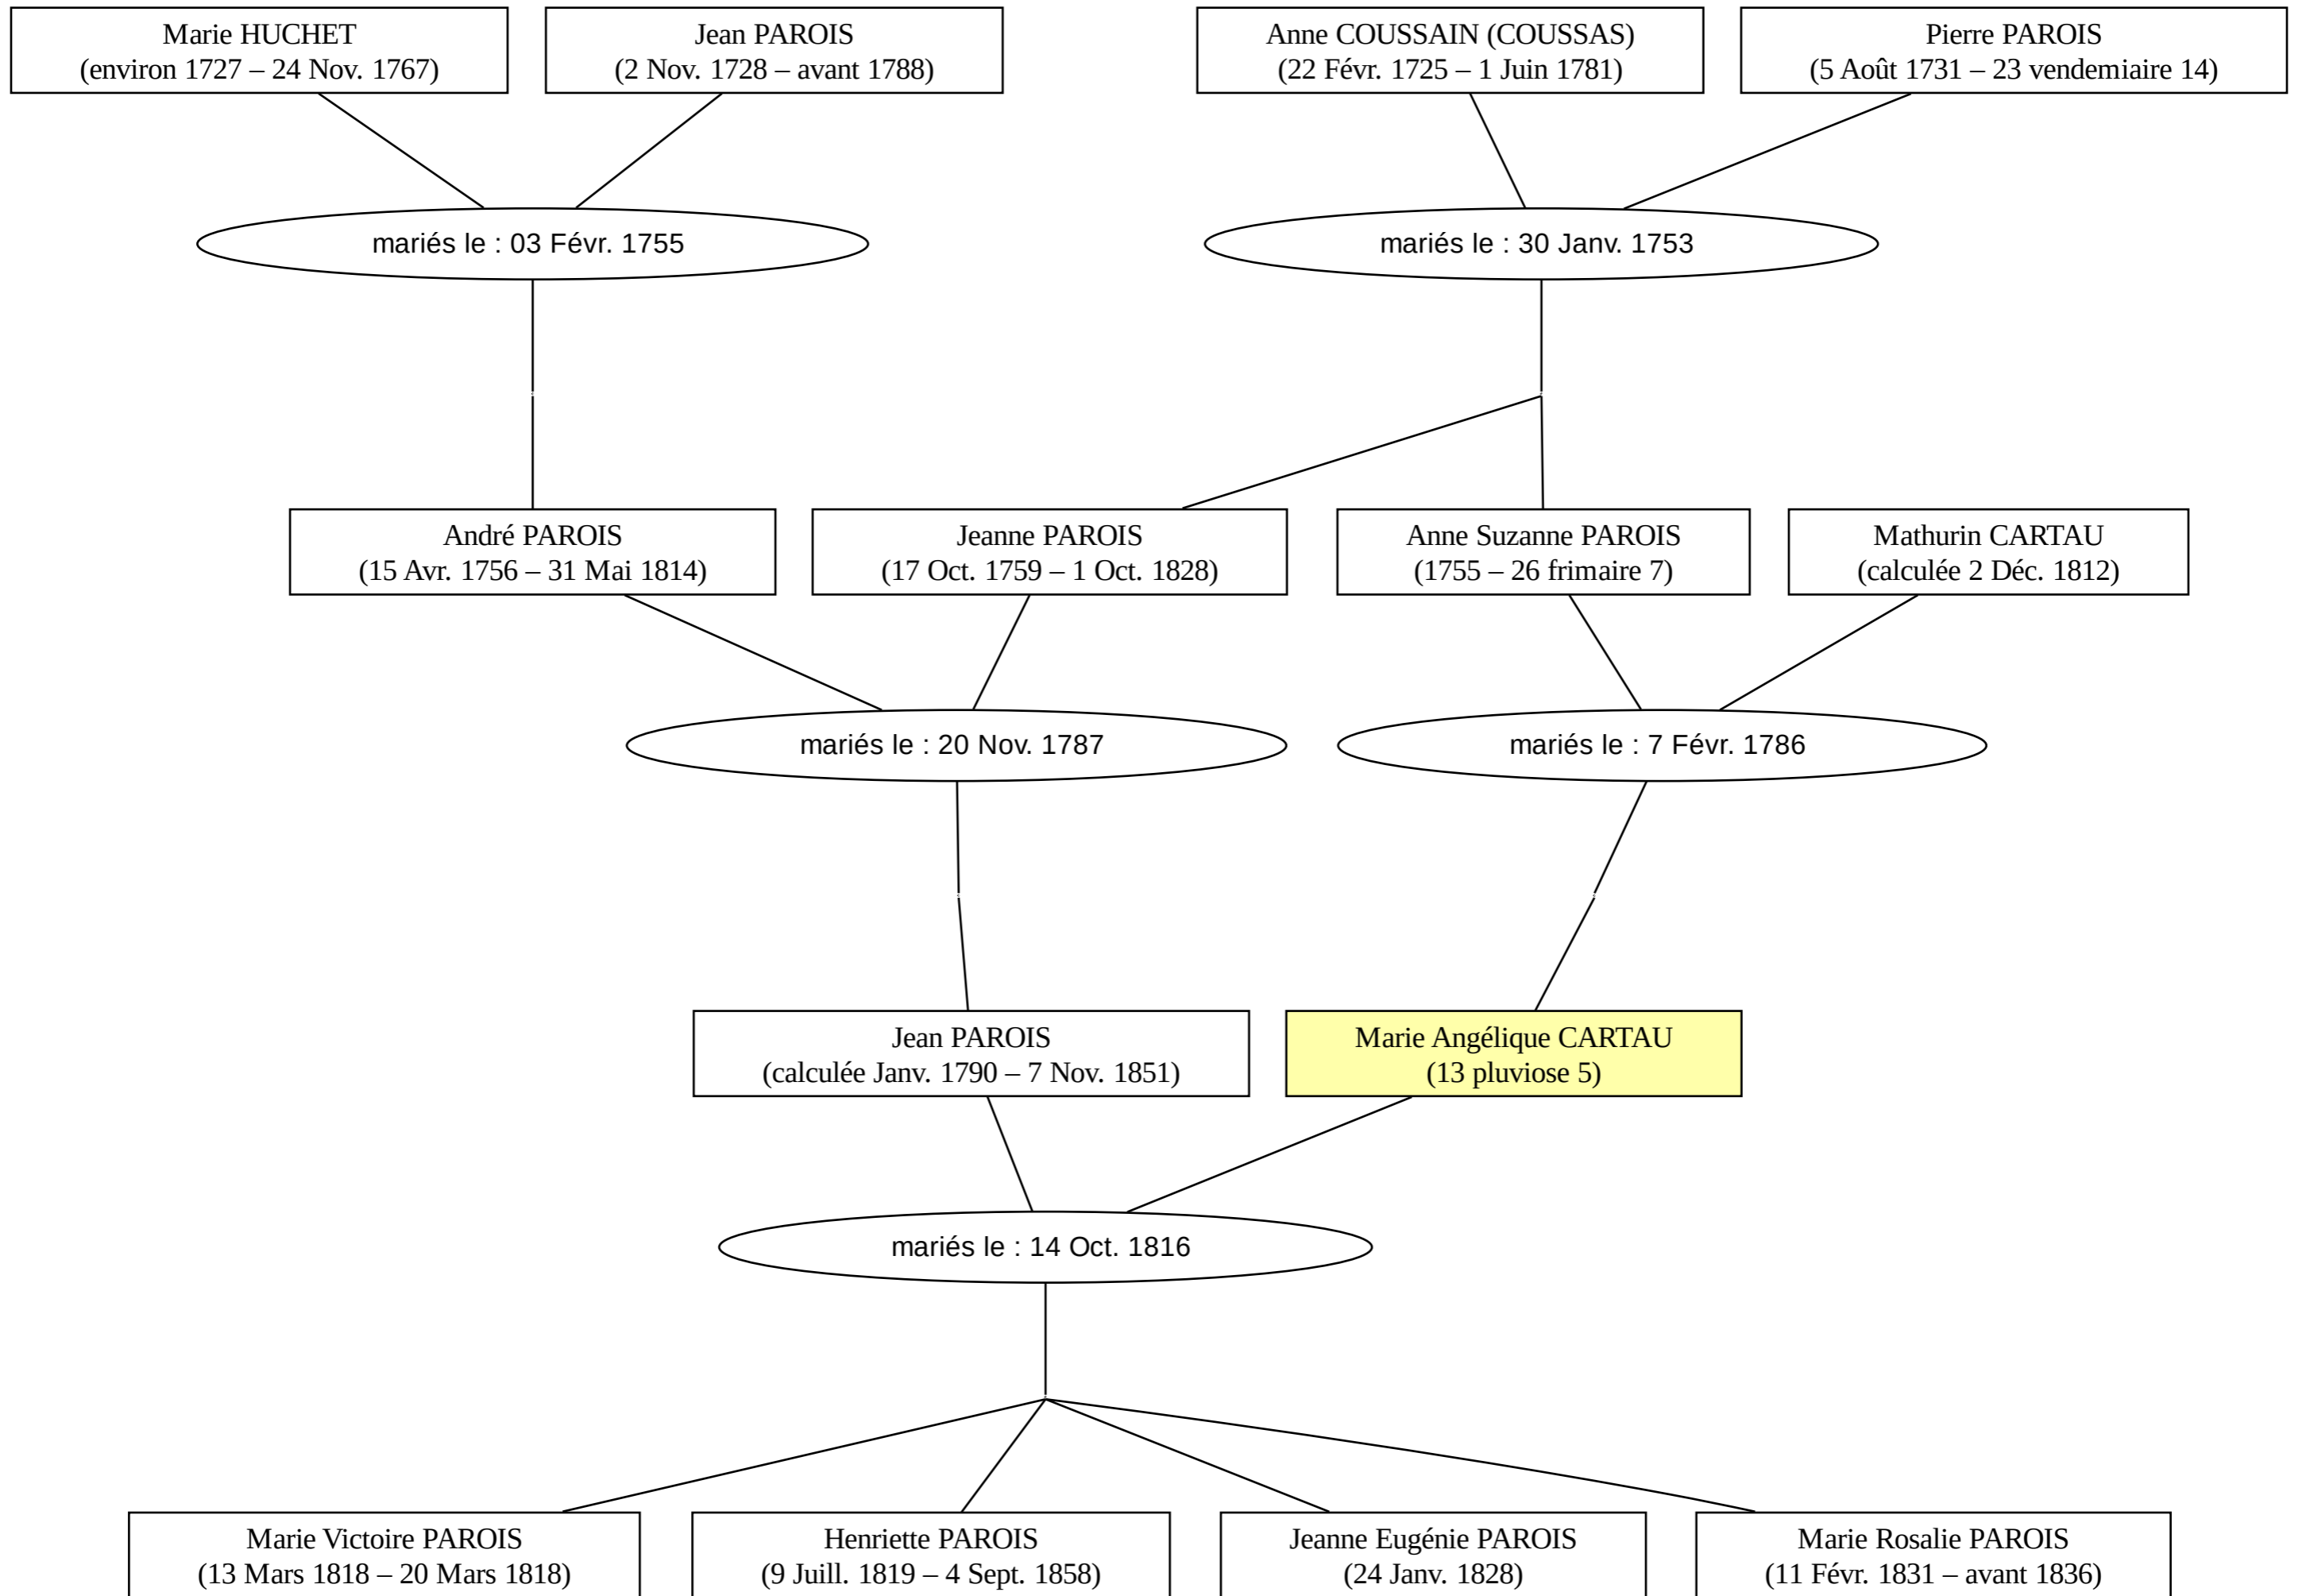 Marie HUCHET
(environ 1727 – 24 Nov. 1767)
Jean PAROIS
(2 Nov. 1728 – avant 1788)
Anne COUSSAIN (COUSSAS)
(22 Févr. 1725 – 1 Juin 1781)
Pierre PAROIS
(5 Août 1731 – 23 vendemiaire 14)
mariés le : 03 Févr. 1755
mariés le : 30 Janv. 1753
André PAROIS
(15 Avr. 1756 – 31 Mai 1814)
Jeanne PAROIS
(17 Oct. 1759 – 1 Oct. 1828)
Anne Suzanne PAROIS
(1755 – 26 frimaire 7)
Mathurin CARTAU
(calculée 2 Déc. 1812)
mariés le : 20 Nov. 1787
mariés le : 7 Févr. 1786
Jean PAROIS
(calculée Janv. 1790 – 7 Nov. 1851)
Marie Angélique CARTAU
(13 pluviose 5)
mariés le : 14 Oct. 1816
Marie Victoire PAROIS
(13 Mars 1818 – 20 Mars 1818)
Henriette PAROIS
(9 Juill. 1819 – 4 Sept. 1858)
Jeanne Eugénie PAROIS
(24 Janv. 1828)
Marie Rosalie PAROIS
(11 Févr. 1831 – avant 1836)